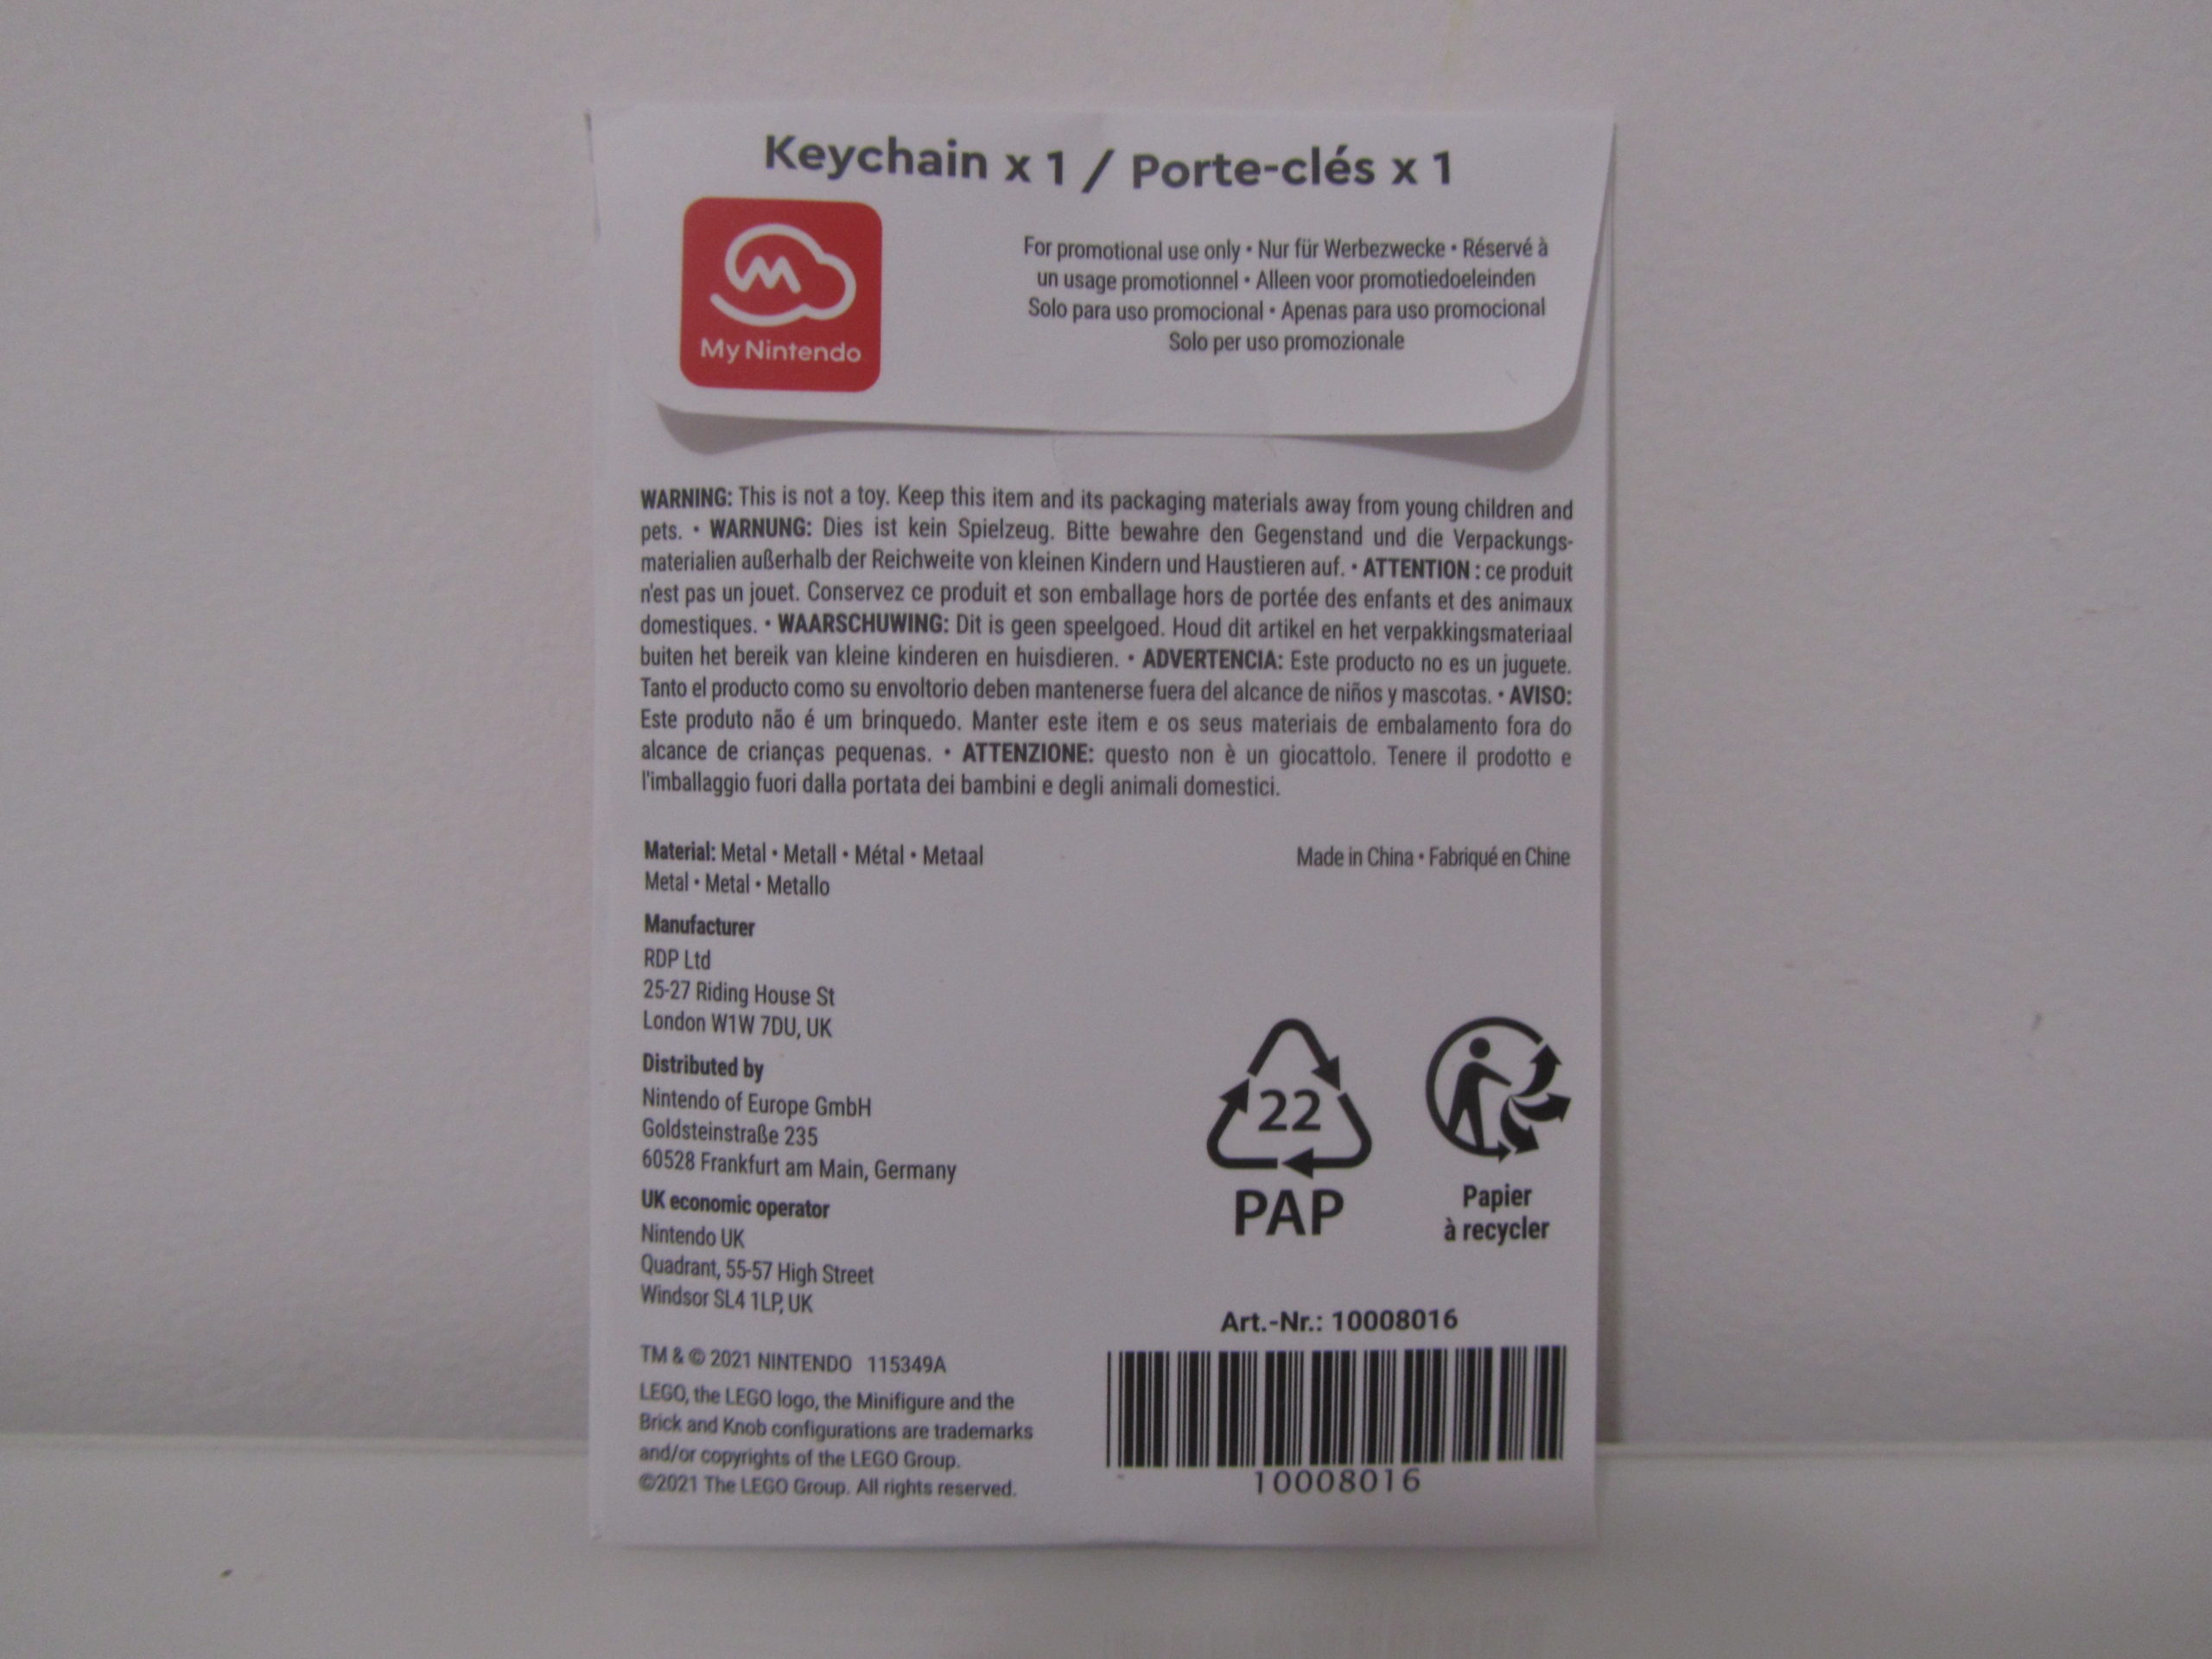 Keychain x 1 / Porte-clés x 1
My Nintendo
For promotional use only • Nur für Werbezwecke • Réservé à
un usage promotionnel • Alleen voor promotiedoeleinden
Solo para uso promocional • Apenas para uso promocional
Solo per uso promozionale
WARNING: This is not a toy. Keep this item and its packaging materials away from young children and
pets. • WARNUNG: Dies ist kein Spielzeug. Bitte bewahre den Gegenstand und die Verpackungs-
materialien außerhalb der Reichweite von kleinen Kindern und Haustieren auf. • ATTENTION : ce produit
n'est pas un jouet. Conservez ce produit et son emballage hors de portée des enfants et des animaux
domestiques. • WAARSCHUWING: Dit is geen speelgoed. Houd dit artikel en het verpakkingsmateriaal
buiten het bereik van kleine kinderen en huisdieren. • ADVERTENCIA: Este producto no es un juguete.
Tanto el producto como su envoltorio deben mantenerse fuera del alcance de niños y mascotas. • AVISO:
Este produto não é um brinquedo. Manter este item e os seus materiais de embalamento fora do
alcance de crianças pequenas. • ATTENZIONE: questo non è un giocattolo. Tenere il prodotto e
l'imballaggio fuori dalla portata dei bambini e degli animali domestici.
Material: Metal • Metall • Métal • Metaal
Metal • Metal • Metallo
Made in China • Fabriqué en Chine
Manufacturer
RDP Ltd
25-27 Riding House St
London W1W 7DU, UK
Distributed by
Nintendo of Europe GmbH
Goldsteinstraße 235
60528 Frankfurt am Main, Germany
UK economic operator
Nintendo UK
Quadrant, 55-57 High Street
Windsor SL4 1LP, UK
TM & © 2021 NINTENDO 115349A
LEGO, the LEGO logo, the Minifigure and the
Brick and Knob configurations are trademarks
and/or copyrights of the LEGO Group.
©2021 The LEGO Group. All rights reserved.
22
PAP
Papier
à recycler
Art.-Nr.: 10008016
10008016